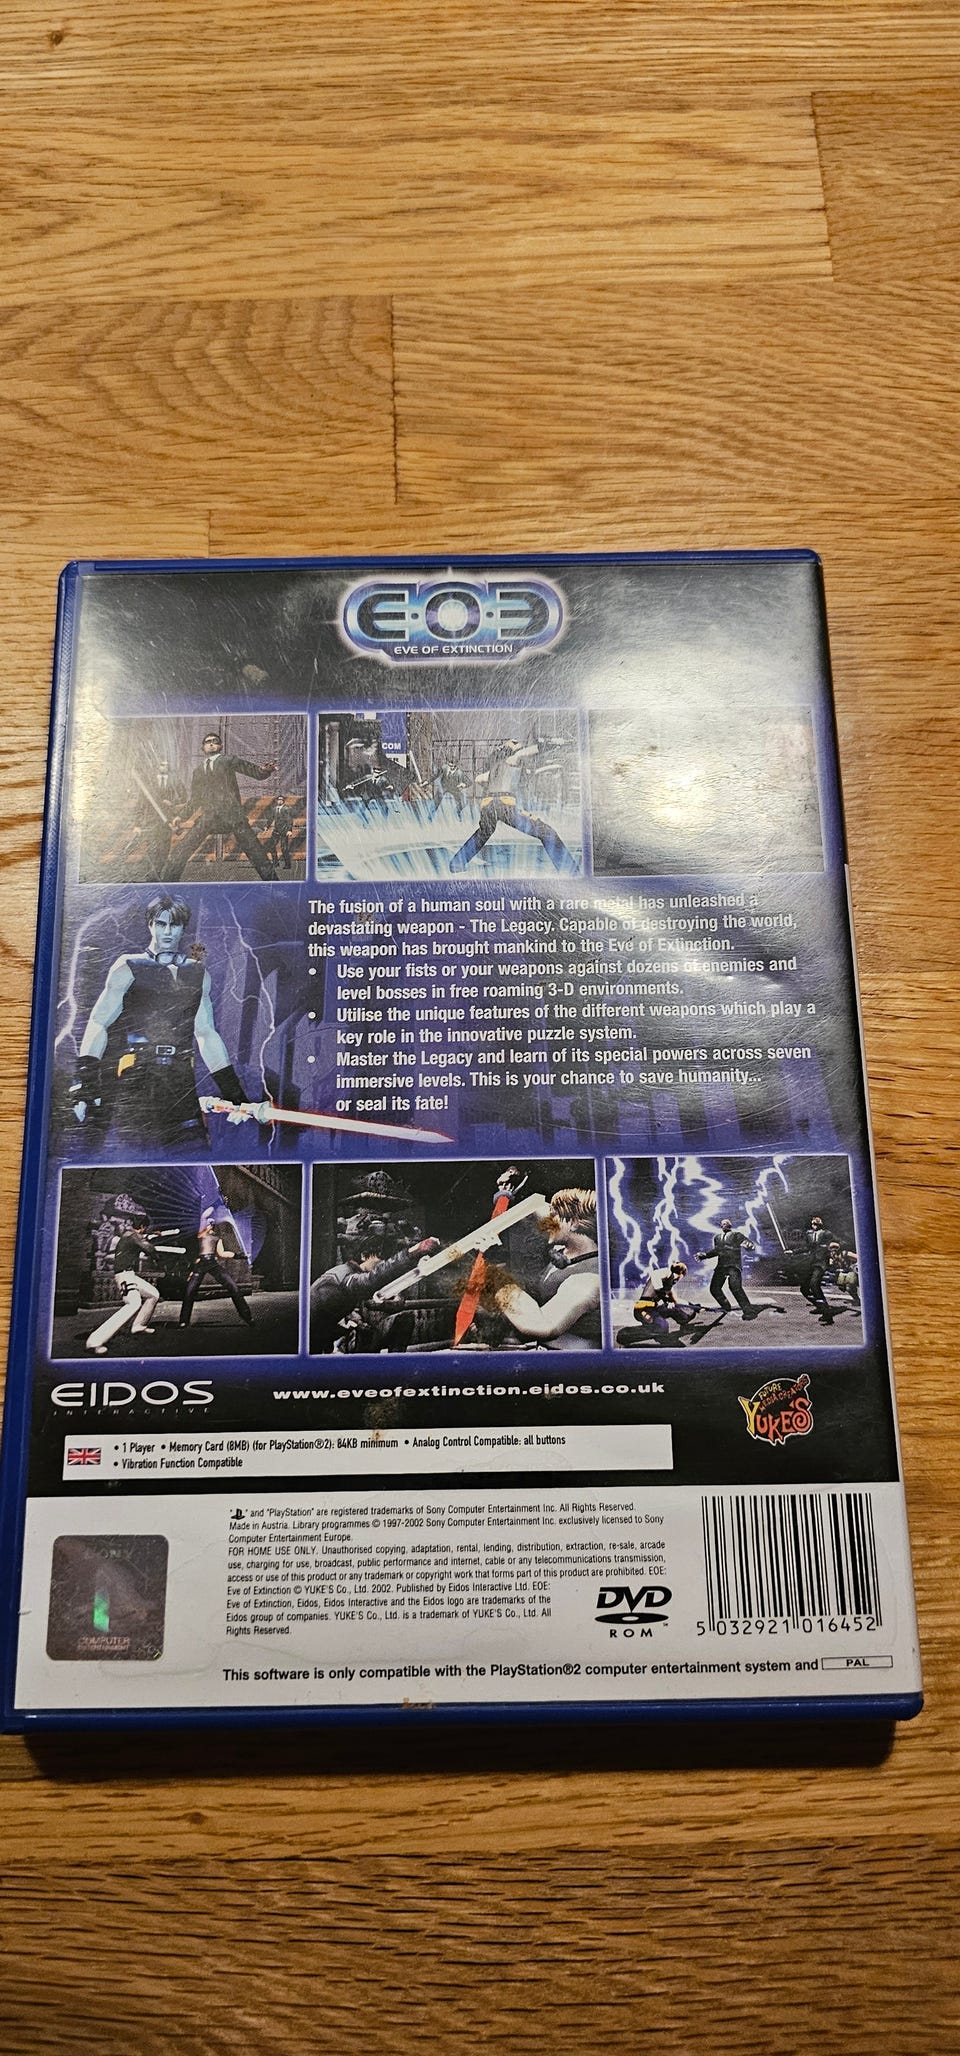 E·O·E
EVE OF EXTINCTION
COM
The fusion of a human soul with a rare metal has unleashed a
devastating weapon - The Legacy. Capable of destroying the world,
this weapon has brought mankind to the Eve of Extinction.
• Use your fists or your weapons against dozens of enemies and
level bosses in free roaming 3-D environments.
• Utilise the unique features of the different weapons which play a
key role in the innovative puzzle system.
• Master the Legacy and learn of its special powers across seven
immersive levels. This is your chance to save humanity...
or seal its fate!
EIDOS
INTERACTIVE
www.eveofextinction.eidos.co.uk
FUTURE
MEDIA CREATOR
YUKE'S
• 1 Player • Memory Card (8MB) (for PlayStation®2): 84KB minimum • Analog Control Compatible: all buttons
• Vibration Function Compatible
" " and "PlayStation" are registered trademarks of Sony Computer Entertainment Inc. All Rights Reserved.
Made in Austria. Library programmes © 1997-2002 Sony Computer Entertainment Inc. exclusively licensed to Sony
Computer Entertainment Europe.
FOR HOME USE ONLY. Unauthorised copying, adaptation, rental, lending, distribution, extraction, re-sale, arcade
use, charging for use, broadcast, public performance and internet, cable or any telecommunications transmission,
access or use of this product or any trademark or copyright work that forms part of this product are prohibited. EOE:
Eve of Extinction © YUKE'S Co., Ltd. 2002. Published by Eidos Interactive Ltd. EOE:
Eve of Extinction, Eidos, Eidos Interactive and the Eidos logo are trademarks of the
Eidos group of companies. YUKE'S Co., Ltd. is a trademark of YUKE'S Co., Ltd. All
Rights Reserved.
SONY
COMPUTER
ENTERTAINMENT
DVD
ROM
5 032921 016452
This software is only compatible with the PlayStation®2 computer entertainment system and PAL